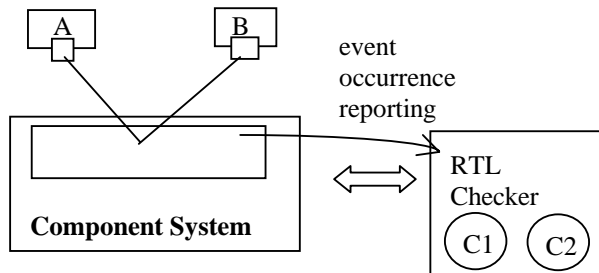 A
B
event
occurrence
reporting
RTL
Checker
Component System
C1
C2